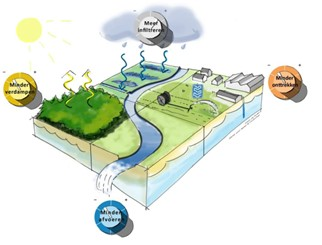 Meer
infiltreren
Minder
verdampen
Minder
onttrekken
Minder
afvoeren